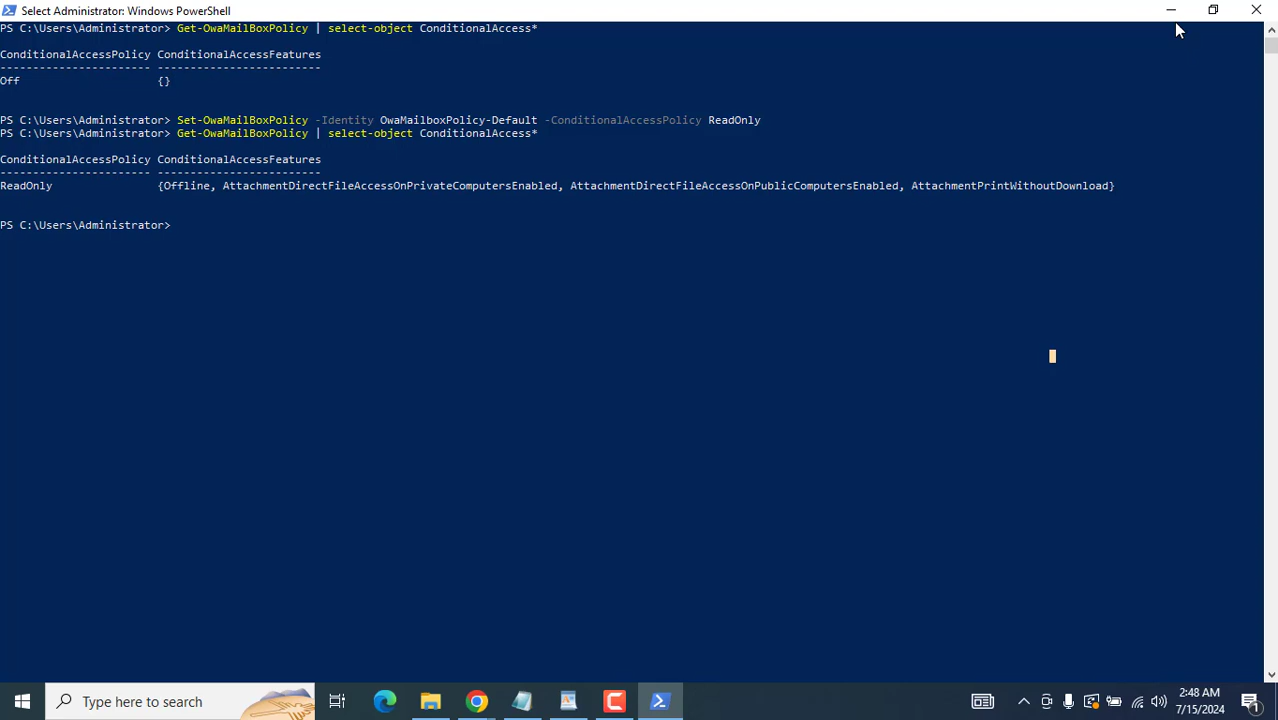 Select Administrator: Windows PowerShell
PS C:\Users\Administrator> Get-OwaMailBoxPolicy | select-object ConditionalAccess*
ConditionalAccessPolicy ConditionalAccessFeatures
----------------------- -------------------------
Off {}
PS C:\Users\Administrator> Set-OwaMailBoxPolicy -Identity OwaMailboxPolicy-Default -ConditionalAccessPolicy ReadOnly
PS C:\Users\Administrator> Get-OwaMailBoxPolicy | select-object ConditionalAccess*
ConditionalAccessPolicy ConditionalAccessFeatures
----------------------- -------------------------
ReadOnly {Offline, AttachmentDirectFileAccessOnPrivateComputersEnabled, AttachmentDirectFileAccessOnPublicComputersEnabled, AttachmentPrintWithoutDownload}
PS C:\Users\Administrator>
Type here to search
2:48 AM
7/15/2024
1